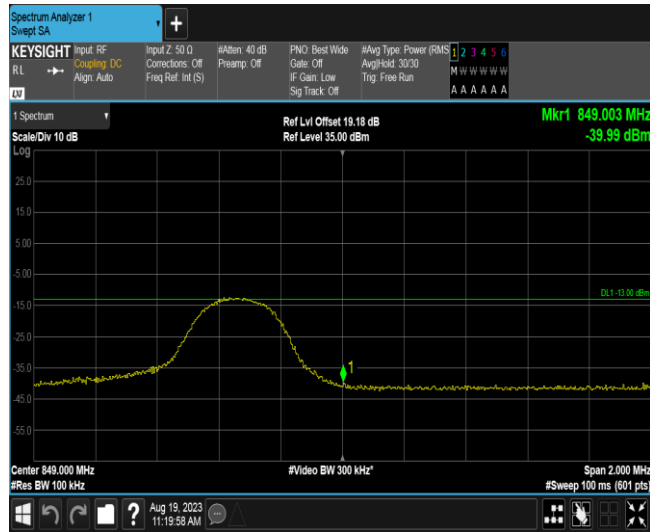 Spectrum Analyzer 1
Swept SA
+
KEYSIGHT
RL
LXI
Input: RF
Coupling: DC
Align: Auto
Input Z: 50 Ω
Corrections: Off
Freq Ref: Int (S)
#Atten: 40 dB
Preamp: Off
PNO: Best Wide
Gate: Off
IF Gain: Low
Sig Track: Off
#Avg Type: Power (RMS
Avg|Hold: 30/30
Trig: Free Run
1 2 3 4 5 6
M W W W W W
A A A A A A
1 Spectrum
Scale/Div 10 dB
Ref Lvl Offset 19.18 dB
Ref Level 35.00 dBm
Mkr1 849.003 MHz
-39.99 dBm
Log
25.0
15.0
5.00
-5.00
DL1 -13.00 dBm
-15.0
-25.0
-35.0
1
-45.0
-55.0
Center 849.000 MHz
#Res BW 100 kHz
#Video BW 300 kHz*
Span 2.000 MHz
#Sweep 100 ms (601 pts)
?
Aug 19, 2023
11:19:58 AM